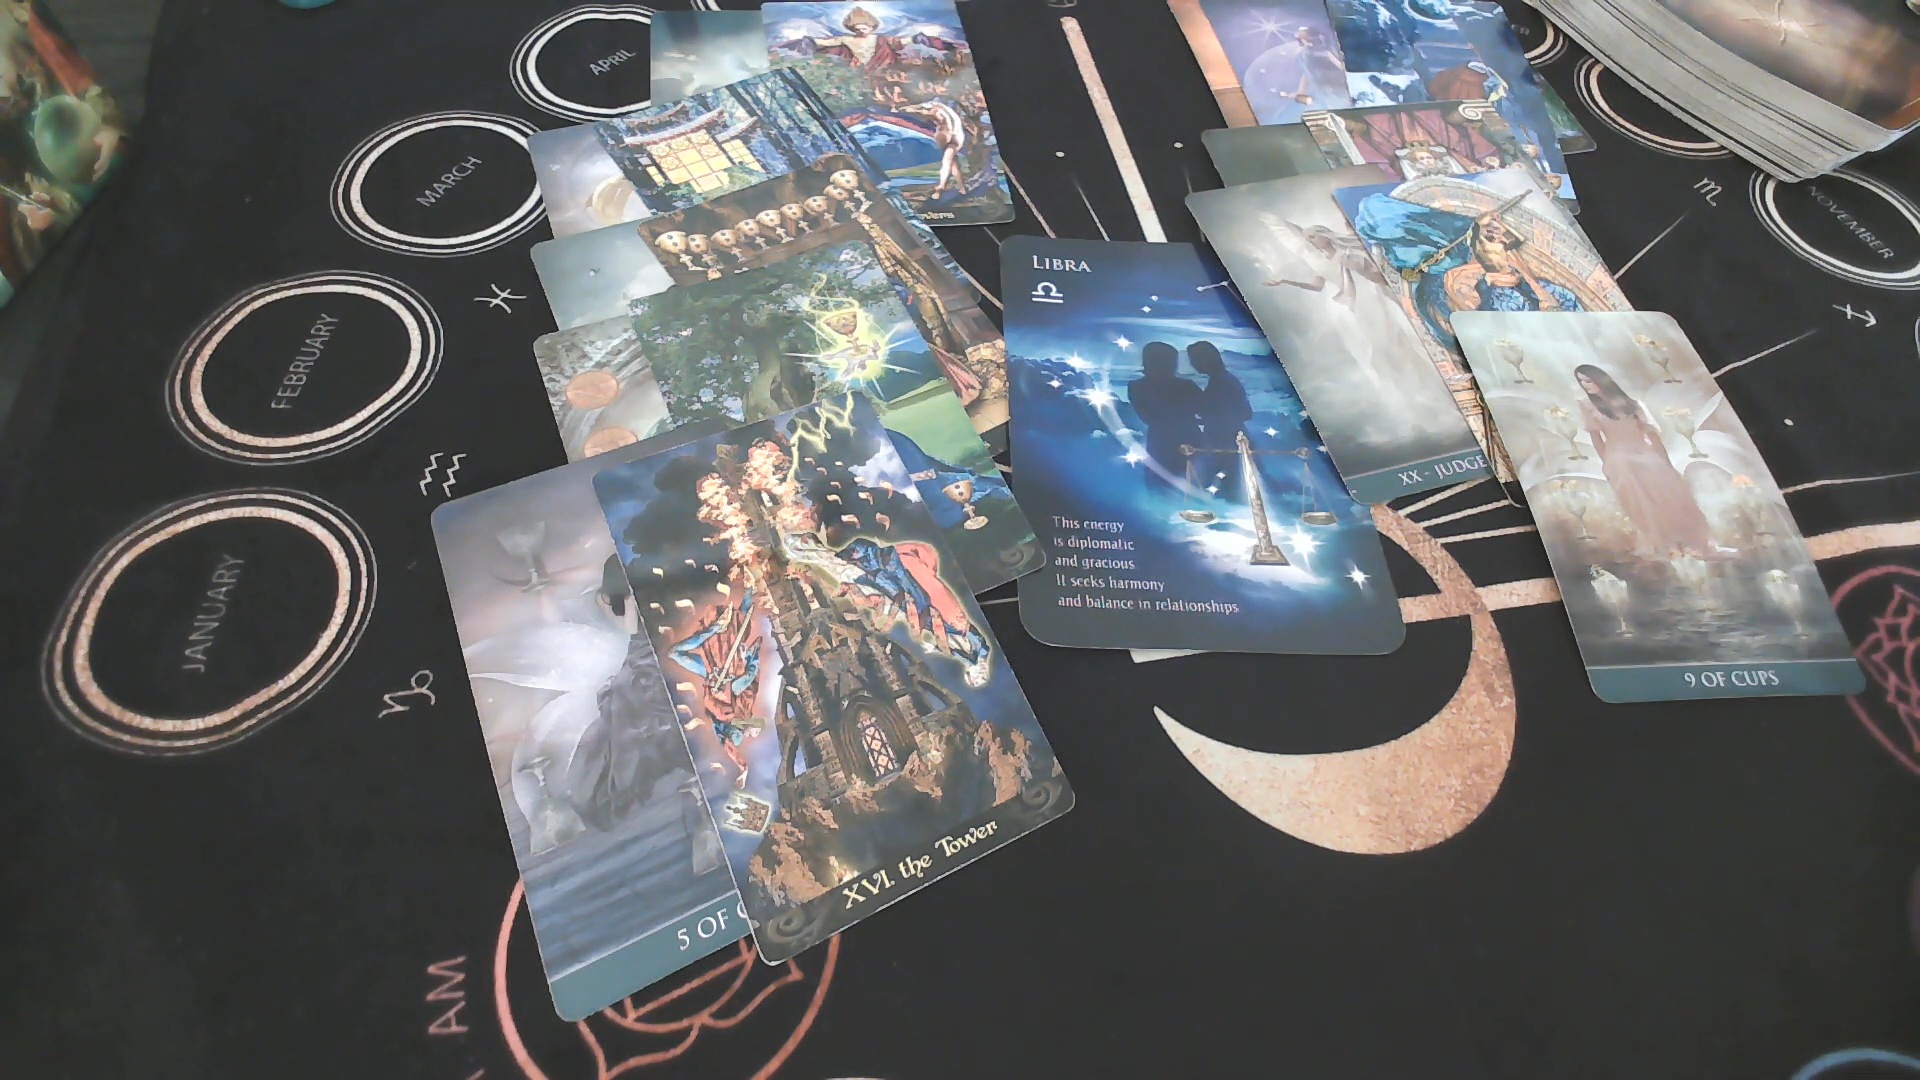 APRIL
MARCH
NOVEMBER
FEBRUARY
LIBRA
XX - JUDGE
This energy
is diplomatic
and gracious
It seeks harmony
and balance in relationships
JANUARY
9 OF CUPS
XVI. the Tower
5 OF C
AM